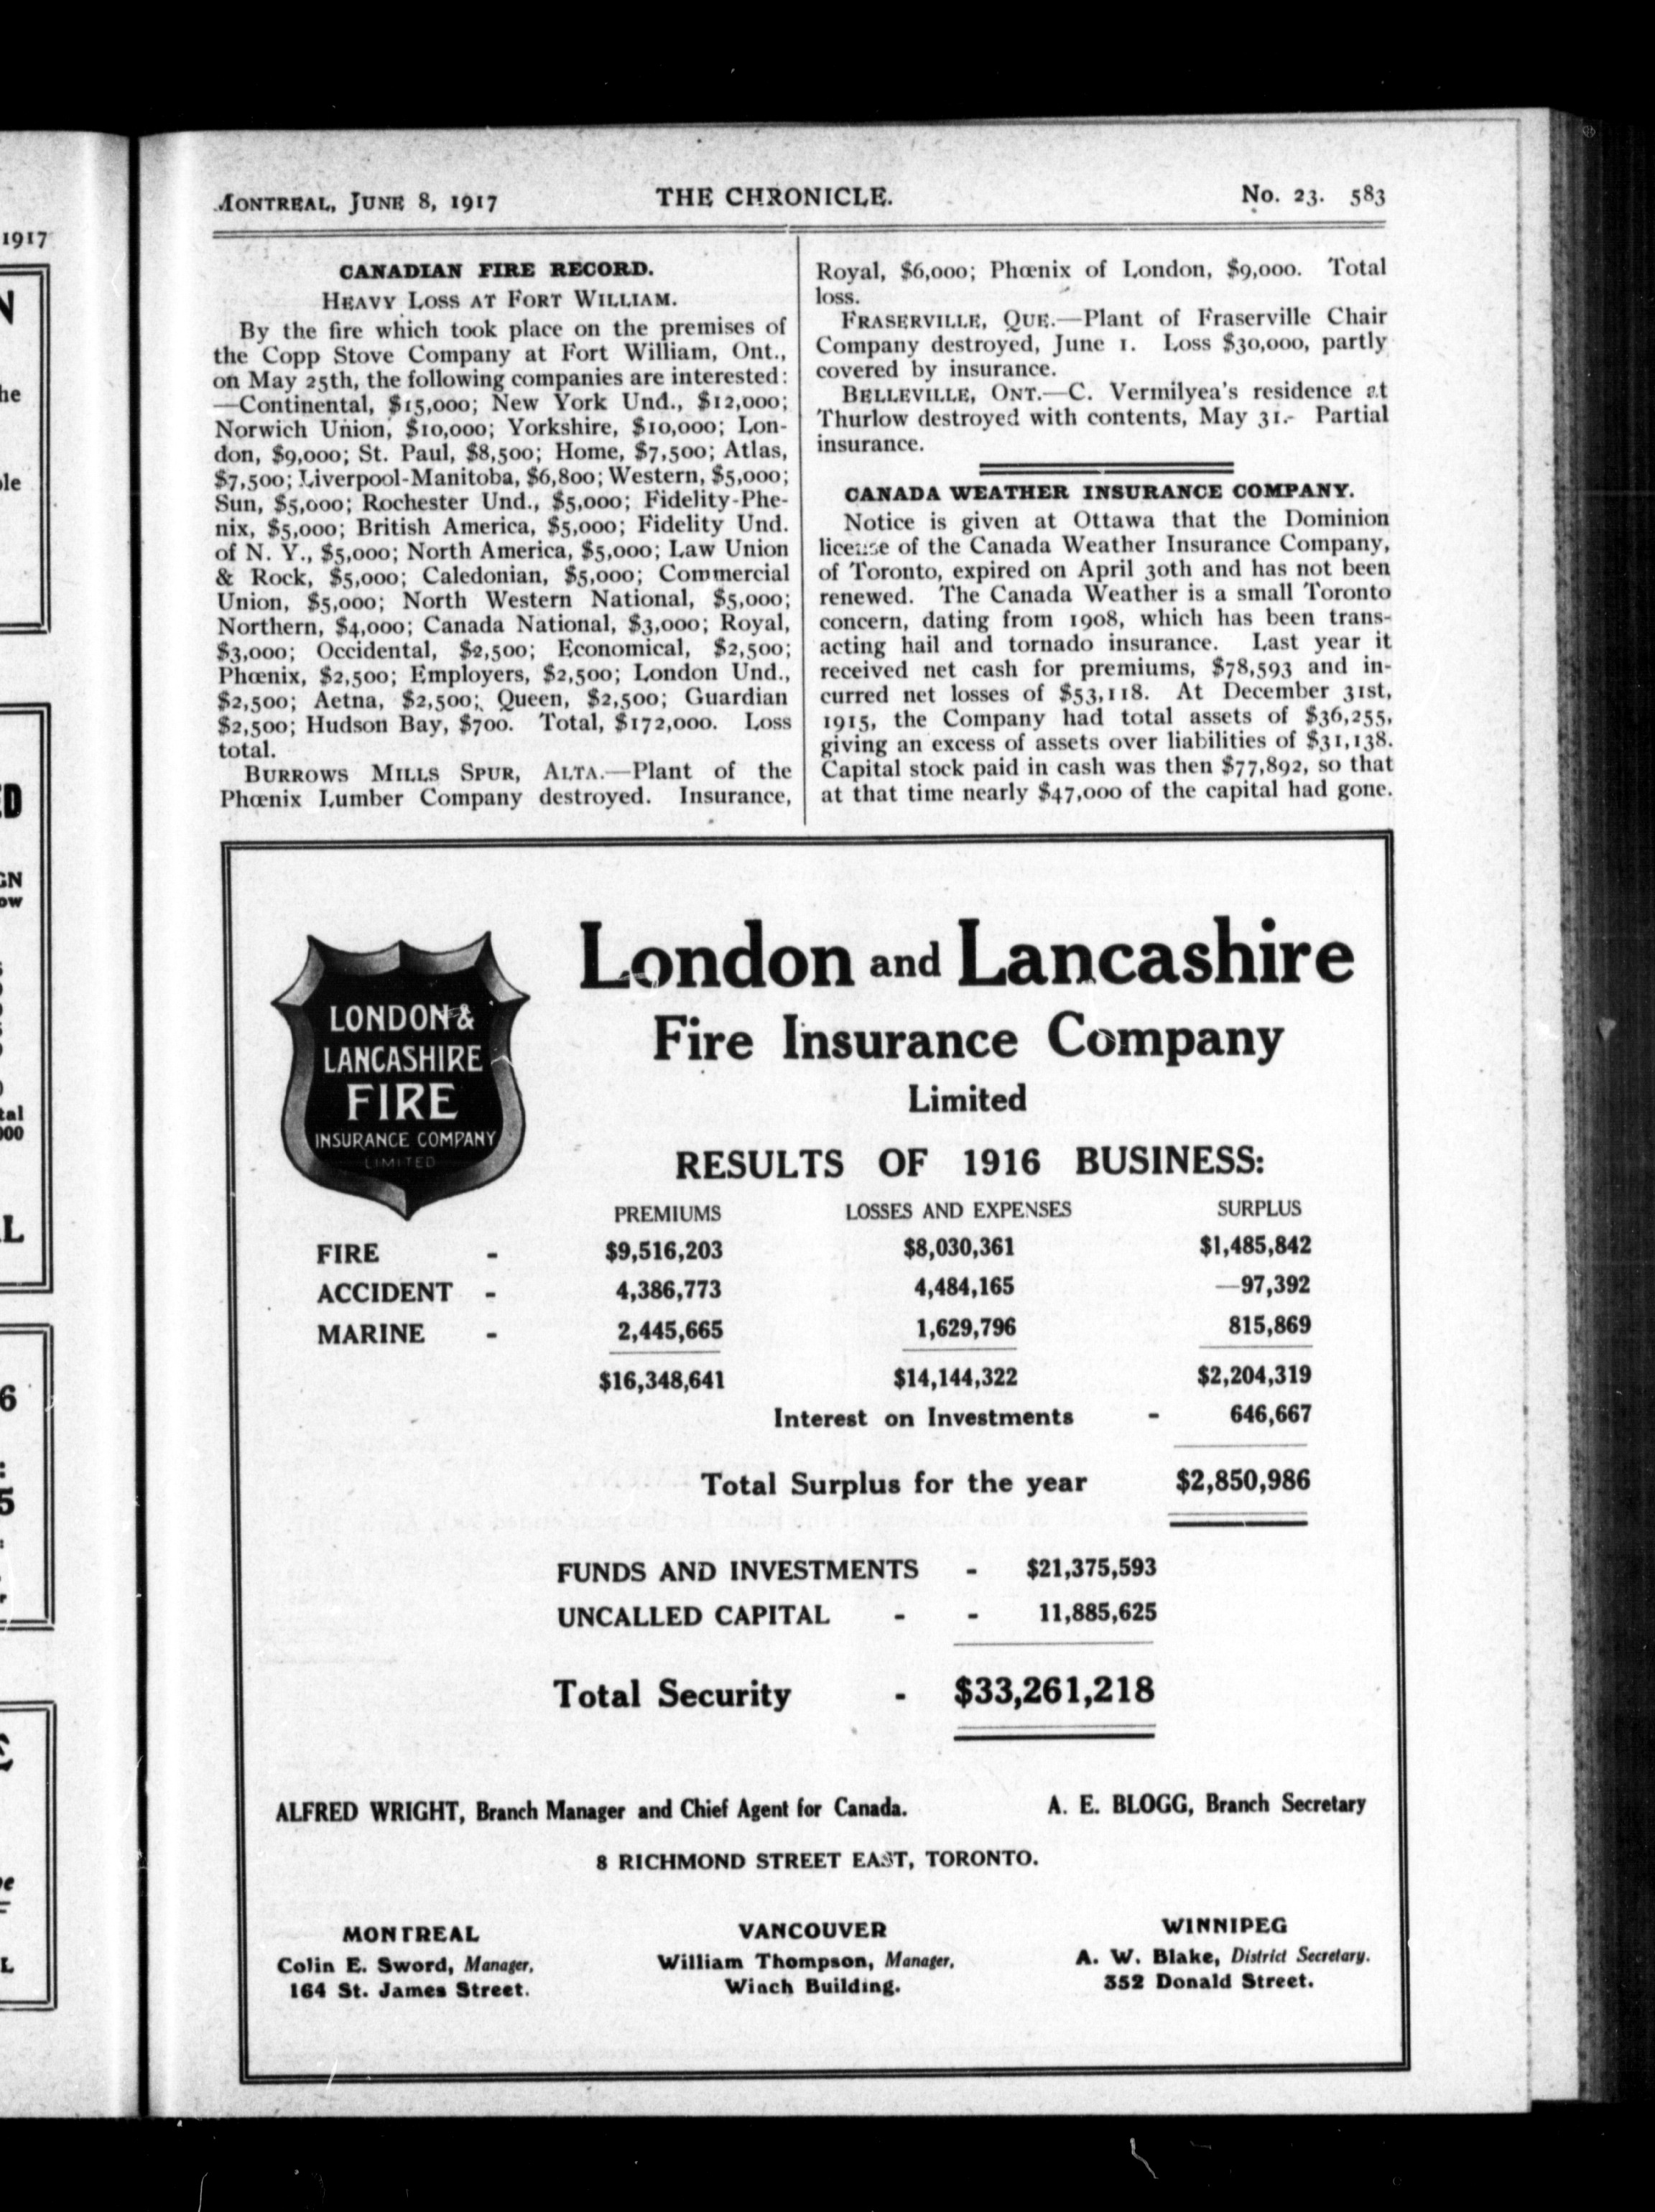 MONTREAL, JUNE 8, 1917 THE CHRONICLE. No. 23. 583
CANADIAN FIRE RECORD.
HEAVY LOSS AT FORT WILLIAM.
By the fire which took place on the premises of
the Copp Stove Company at Fort William, Ont.,
on May 25th, the following companies are interested:
—Continental, $15,000; New York Und., $12,000;
Norwich Union, $10,000; Yorkshire, $10,000; Lon-
don, $9,000; St. Paul, $8,500; Home, $7,500; Atlas,
$7,500; Liverpool-Manitoba, $6,800; Western, $5,000;
Sun, $5,000; Rochester Und., $5,000; Fidelity-Phe-
nix, $5,000; British America, $5,000; Fidelity Und.
of N. Y., $5,000; North America, $5,000; Law Union
& Rock, $5,000; Caledonian, $5,000; Commercial
Union, $5,000; North Western National, $5,000;
Northern, $4,000; Canada National, $3,000; Royal,
$3,000; Occidental, $2,500; Economical, $2,500;
Phœnix, $2,500; Employers, $2,500; London Und.,
$2,500; Aetna, $2,500; Queen, $2,500; Guardian
$2,500; Hudson Bay, $700. Total, $172,000. Loss
total.
BURROWS MILLS SPUR, ALTA.—Plant of the
Phœnix Lumber Company destroyed. Insurance,
Royal, $6,000; Phœnix of London, $9,000. Total
loss.
FRASERVILLE, QUE.—Plant of Fraserville Chair
Company destroyed, June 1. Loss $30,000, partly
covered by insurance.
BELLEVILLE, ONT.—C. Vermilyea's residence at
Thurlow destroyed with contents, May 31.- Partial
insurance.
CANADA WEATHER INSURANCE COMPANY.
Notice is given at Ottawa that the Dominion
license of the Canada Weather Insurance Company,
of Toronto, expired on April 30th and has not been
renewed. The Canada Weather is a small Toronto
concern, dating from 1908, which has been trans-
acting hail and tornado insurance. Last year it
received net cash for premiums, $78,593 and in-
curred net losses of $53,118. At December 31st,
1915, the Company had total assets of $36,255,
giving an excess of assets over liabilities of $31,138.
Capital stock paid in cash was then $77,892, so that
at that time nearly $47,000 of the capital had gone.
LONDON &
LANCASHIRE
FIRE
INSURANCE COMPANY
LIMITED
London and Lancashire
Fire Insurance Company
Limited
RESULTS OF 1916 BUSINESS:
PREMIUMS LOSSES AND EXPENSES SURPLUS
FIRE - $9,516,203 $8,030,361 $1,485,842
ACCIDENT - 4,386,773 4,484,165 —97,392
MARINE - 2,445,665 1,629,796 815,869
$16,348,641 $14,144,322 $2,204,319
Interest on Investments - 646,667
Total Surplus for the year $2,850,986
FUNDS AND INVESTMENTS - $21,375,593
UNCALLED CAPITAL - - 11,885,625
Total Security - $33,261,218
ALFRED WRIGHT, Branch Manager and Chief Agent for Canada. A. E. BLOGG, Branch Secretary
8 RICHMOND STREET EAST, TORONTO.
MONTREAL
Colin E. Sword, Manager,
164 St. James Street.
VANCOUVER
William Thompson, Manager,
Winch Building.
WINNIPEG
A. W. Blake, District Secretary.
352 Donald Street.